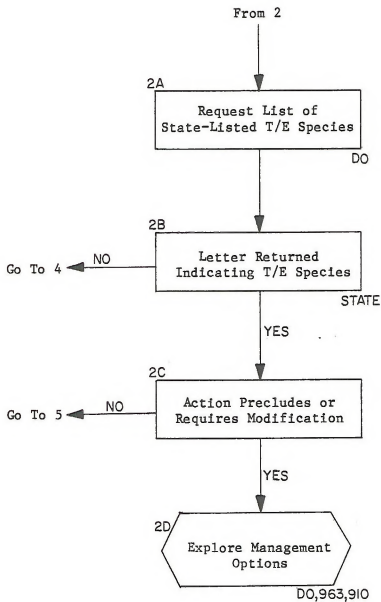 From 2
2A
Request List of
State-Listed T/E Species
DO
2B
Letter Returned
Indicating T/E Species
STATE
NO
Go To 4
YES
2C
Action Precludes or
Requires Modification
NO
Go To 5
YES
2D
Explore Management
Options
DO,963,910